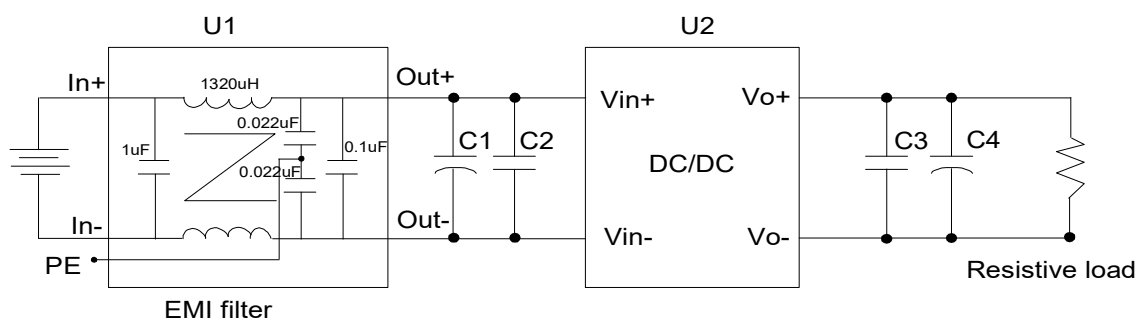 U1
U2
In+
1320uH
Out+
Vin+
Vo+
0.022uF
1uF
0.1uF
C1
C2
DC/DC
C3
C4
0.022uF
In-
Out-
Vin-
Vo-
PE
Resistive load
EMI filter